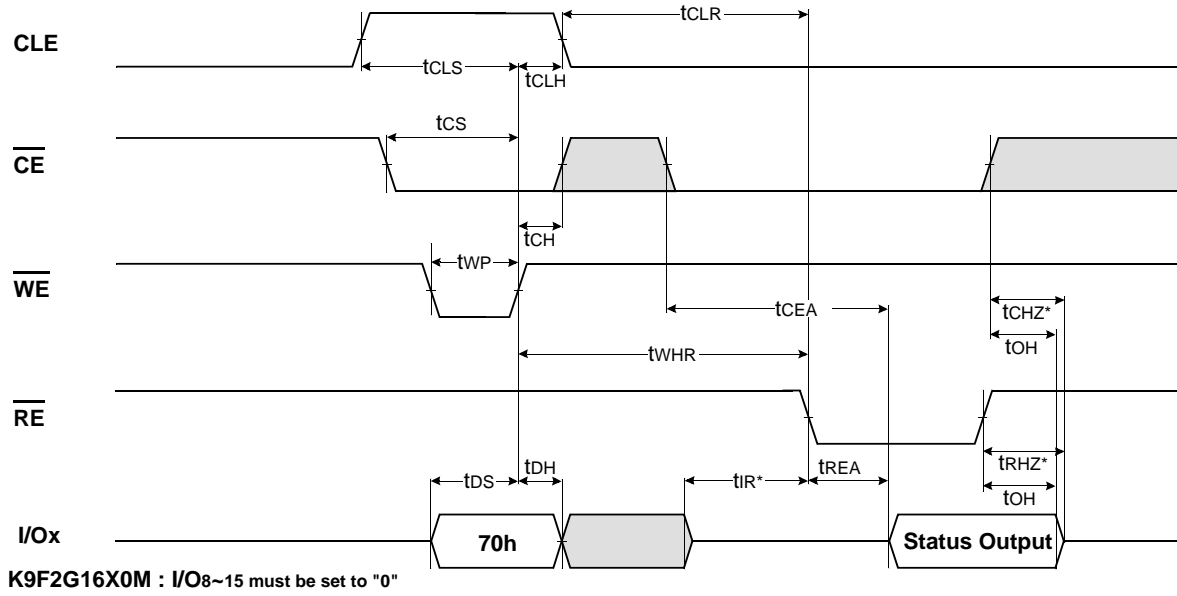 tCLR
CLE
tCLS
tCLH
tCS
CE
tCH
tWP
WE
tCEA
tCHZ*
tOH
tWHR
RE
tRHZ*
tDH
tREA
tDS
tIR*
tOH
I/Ox
70h
Status Output
K9F2G16X0M : I/O8~15 must be set to "0"